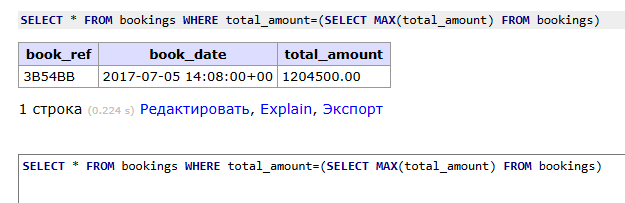 SELECT * FROM bookings WHERE total_amount=(SELECT MAX(total_amount) FROM bookings)
book_ref book_date total_amount
3B54BB 2017-07-05 14:08:00+00 1204500.00
1 строка (0.224 s) Редактировать, Explain, Экспорт
SELECT * FROM bookings WHERE total_amount=(SELECT MAX(total_amount) FROM bookings)